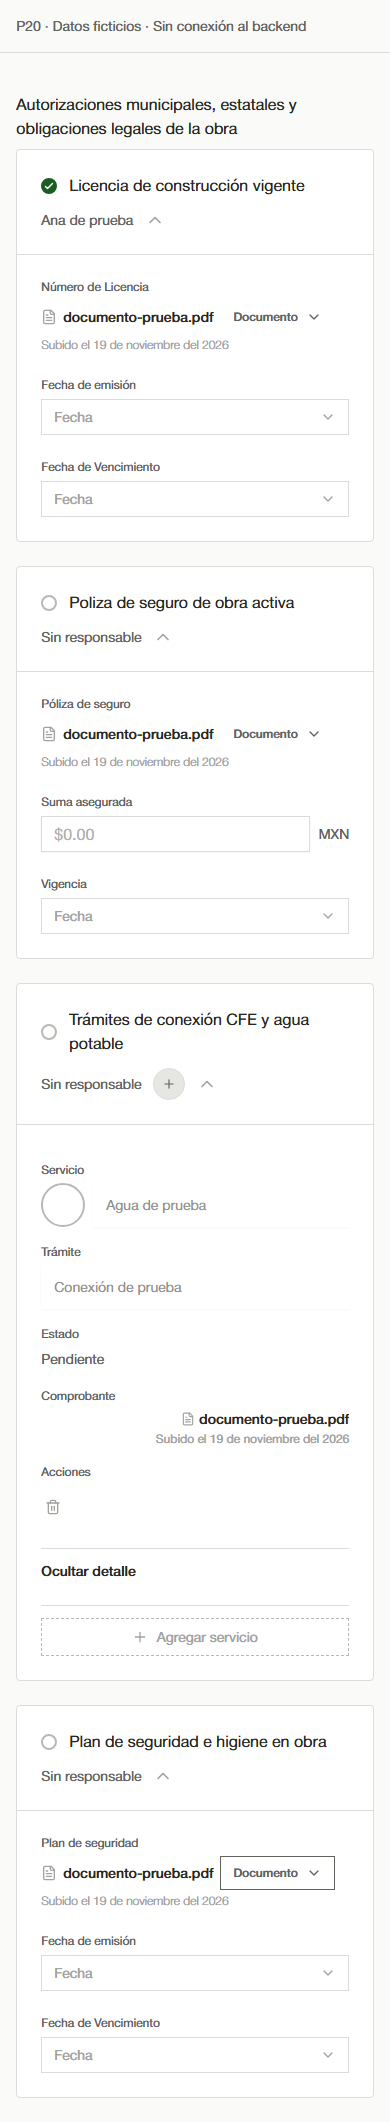 P20 · Datos ficticios · Sin conexión al backend
Autorizaciones municipales, estatales y
obligaciones legales de la obra
Licencia de construcción vigente
Ana de prueba
Número de Licencia
documento-prueba.pdf Documento
Subido el 19 de noviembre del 2026
Fecha de emisión
Fecha
Fecha de Vencimiento
Fecha
Poliza de seguro de obra activa
Sin responsable
Póliza de seguro
documento-prueba.pdf Documento
Subido el 19 de noviembre del 2026
Suma asegurada
$0.00 MXN
Vigencia
Fecha
Trámites de conexión CFE y agua
potable
Sin responsable
Servicio
Agua de prueba
Trámite
Conexión de prueba
Estado
Pendiente
Comprobante
documento-prueba.pdf
Subido el 19 de noviembre del 2026
Acciones
Ocultar detalle
+ Agregar servicio
Plan de seguridad e higiene en obra
Sin responsable
Plan de seguridad
documento-prueba.pdf Documento
Subido el 19 de noviembre del 2026
Fecha de emisión
Fecha
Fecha de Vencimiento
Fecha